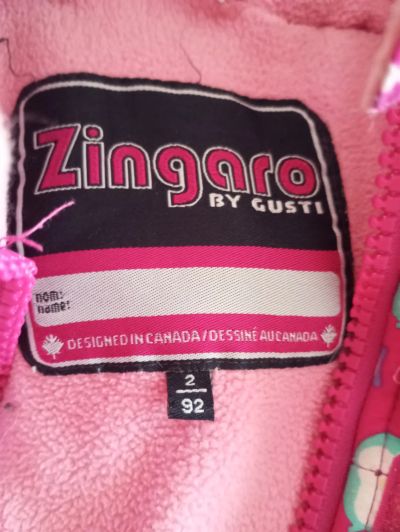 Zingaro
BY GUSTI
nom:
name:
DESIGNED IN CANADA / DESSINÉ AU CANADA
2
92